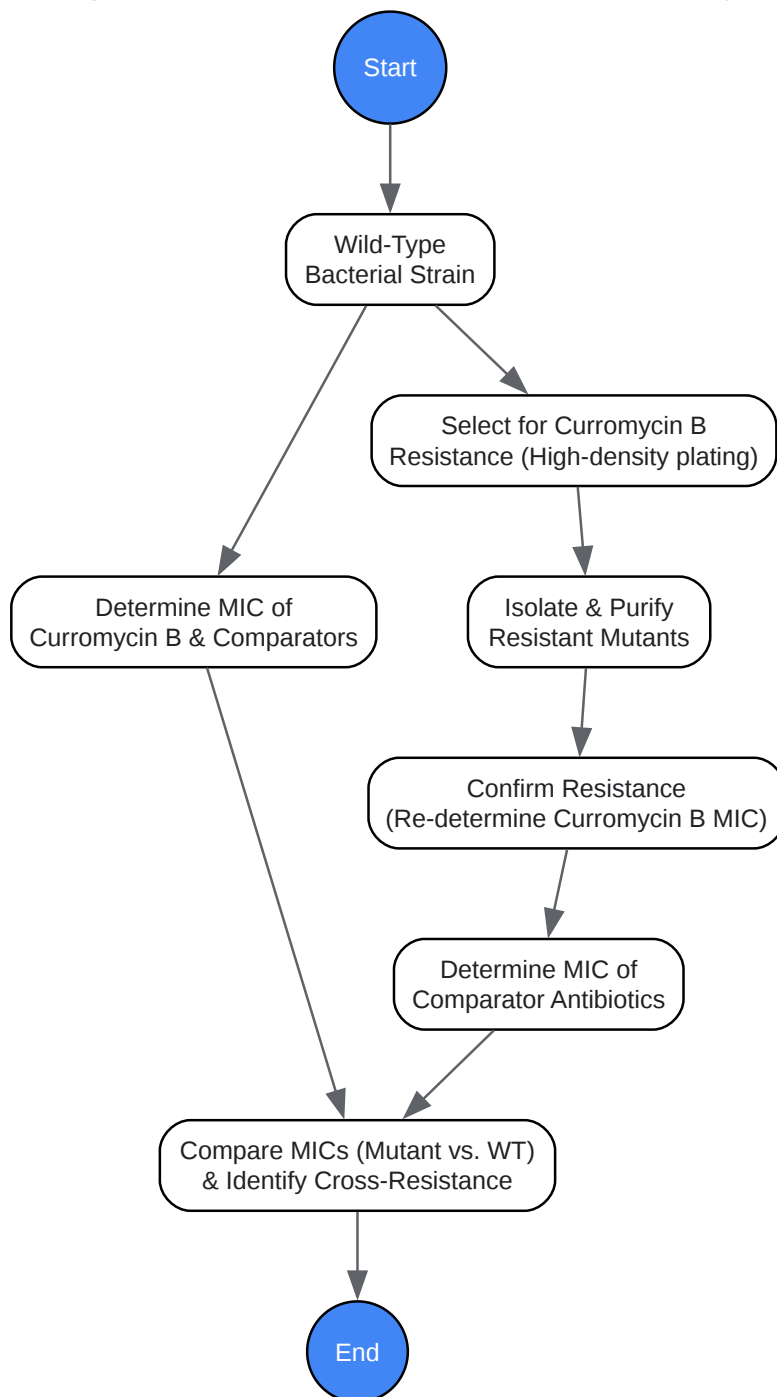 Start
Wild-Type
Bacterial Strain
Select for Curromycin B
Resistance (High-density plating)
Determine MIC of
Curromycin B & Comparators
Isolate & Purify
Resistant Mutants
Confirm Resistance
(Re-determine Curromycin B MIC)
Determine MIC of
Comparator Antibiotics
Compare MICs (Mutant vs. WT)
& Identify Cross-Resistance
End